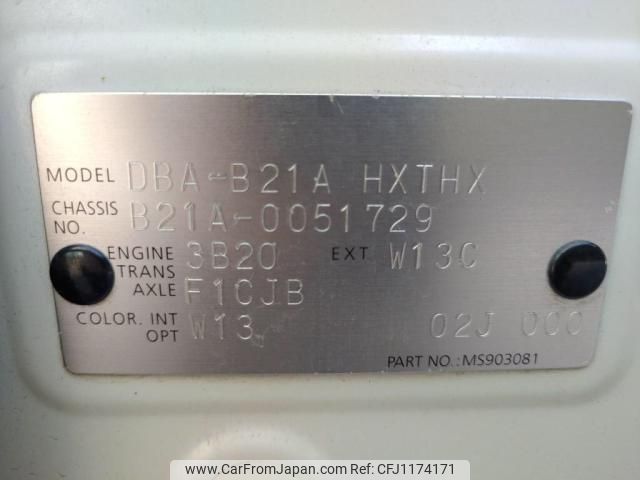 MODEL DBA-B21A HXTHX
CHASSIS NO. B21A-0051729
ENGINE 3B20 EXT W13C
TRANS AXLE F1CJB
COLOR. INT OPT W13 02J 000
PART NO.:MS903081
www.CarFromJapan.com CFJ1174171